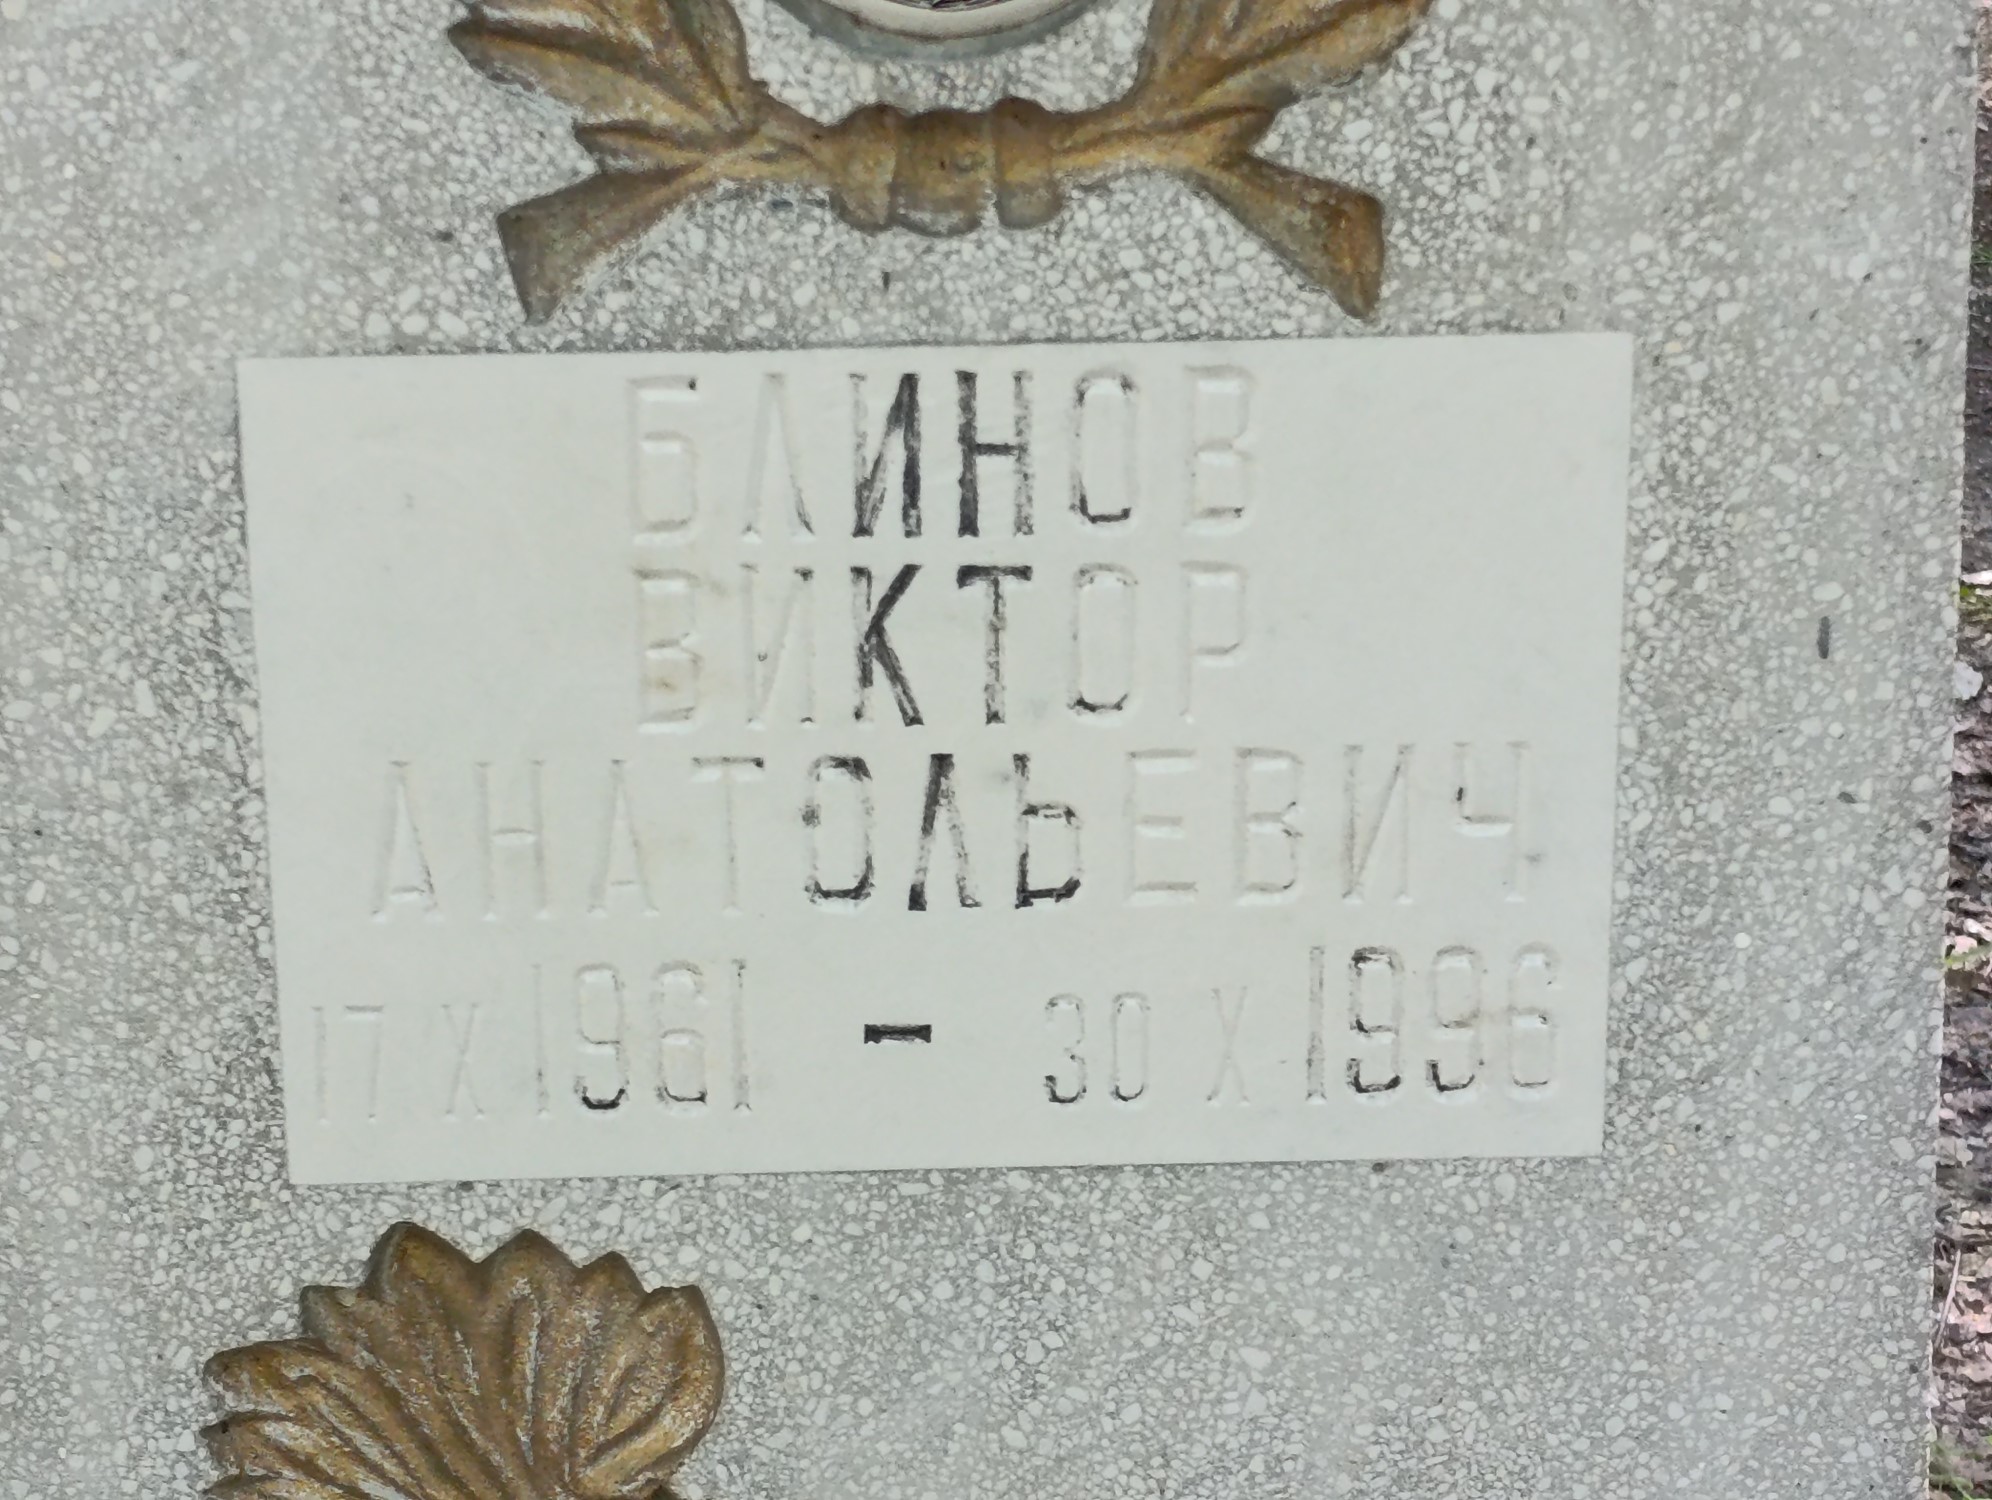 БЛИНОВ
ВИКТОР
АНАТОЛЬЕВИЧ
17 X 1961 - 30 X 1996